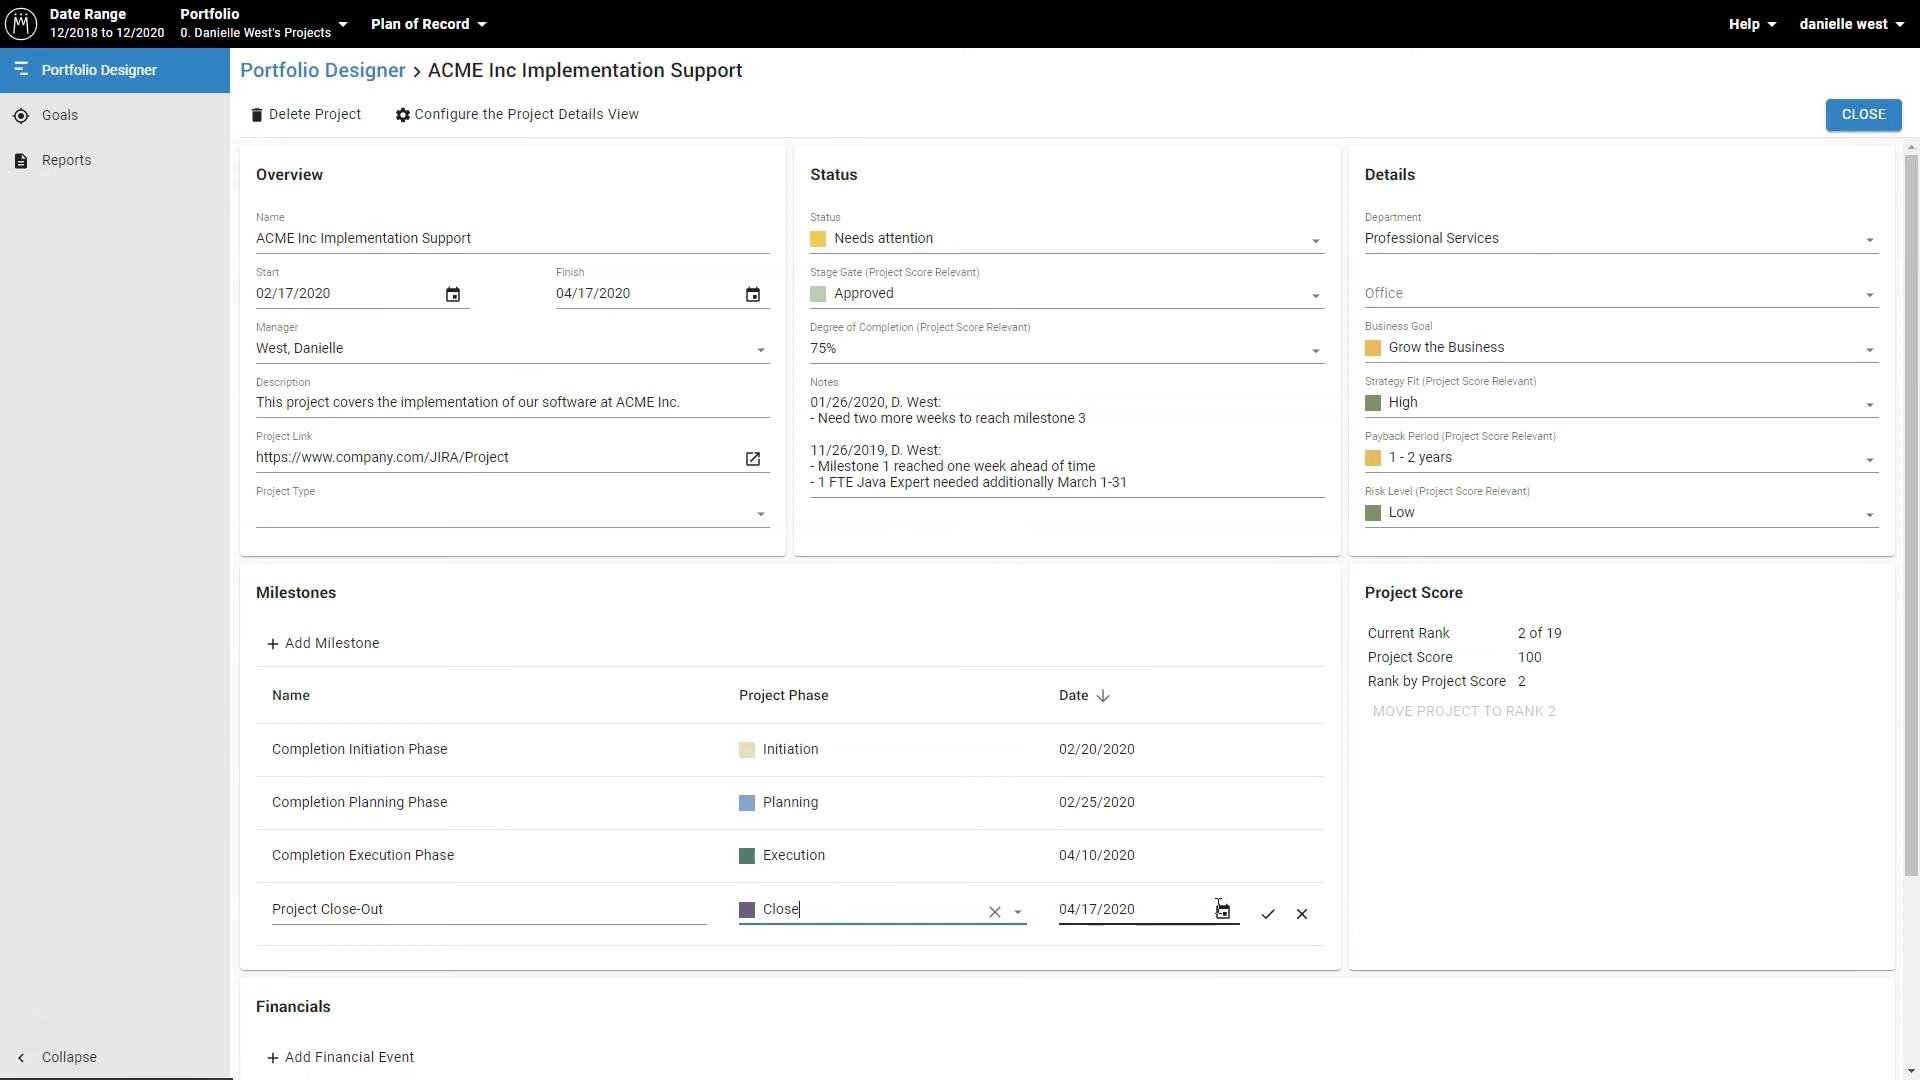 Date Range
12/2018 to 12/2020
Portfolio
0. Danielle West's Projects
Plan of Record
Help
danielle west
Portfolio Designer
Goals
Reports
Collapse
Portfolio Designer › ACME Inc Implementation Support
Delete Project
Configure the Project Details View
CLOSE
Overview
Name
ACME Inc Implementation Support
Start
02/17/2020
Finish
04/17/2020
Manager
West, Danielle
Description
This project covers the implementation of our software at ACME Inc.
Project Link
https://www.company.com/JIRA/Project
Project Type
Status
Status
Needs attention
Stage Gate (Project Score Relevant)
Approved
Degree of Completion (Project Score Relevant)
75%
Notes
01/26/2020, D. West:
- Need two more weeks to reach milestone 3
11/26/2019, D. West:
- Milestone 1 reached one week ahead of time
- 1 FTE Java Expert needed additionally March 1-31
Details
Department
Professional Services
Office
Business Goal
Grow the Business
Strategy Fit (Project Score Relevant)
High
Payback Period (Project Score Relevant)
1 - 2 years
Risk Level (Project Score Relevant)
Low
Milestones
+ Add Milestone
Name Project Phase Date
Completion Initiation Phase Initiation 02/20/2020
Completion Planning Phase Planning 02/25/2020
Completion Execution Phase Execution 04/10/2020
Project Close-Out Close 04/17/2020
Project Score
Current Rank 2 of 19
Project Score 100
Rank by Project Score 2
MOVE PROJECT TO RANK 2
Financials
+ Add Financial Event